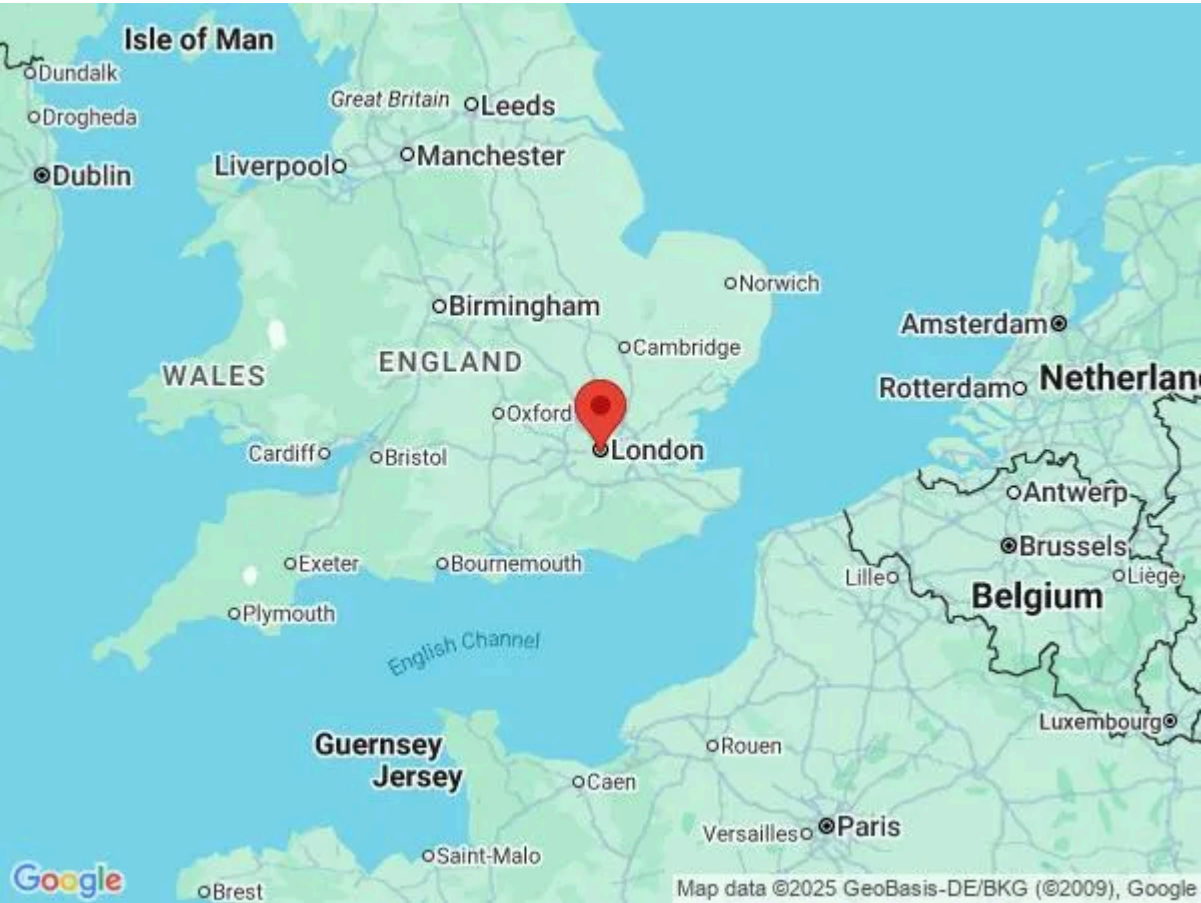 Isle of Man
Dundalk
Great Britain
Leeds
Drogheda
Manchester
Liverpool
Dublin
Norwich
Birmingham
Amsterdam
Cambridge
ENGLAND
WALES
Netherlan
Rotterdam
Oxford
London
Cardiff
Bristol
Antwerp
Brussels
Exeter
Bournemouth
Lille
Liège
Belgium
Plymouth
English Channel
Luxembourg
Guernsey
Jersey
Rouen
Caen
Versailles
Paris
Saint-Malo
Google
Brest
Map data ©2025 GeoBasis-DE/BKG (©2009), Google